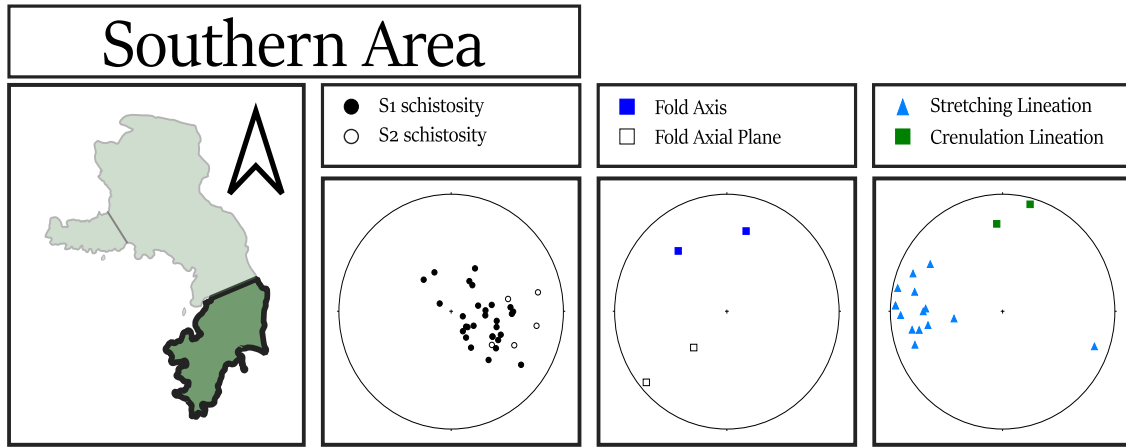 Southern Area
S1 schistosity
S2 schistosity
Fold Axis
Fold Axial Plane
Stretching Lineation
Crenulation Lineation